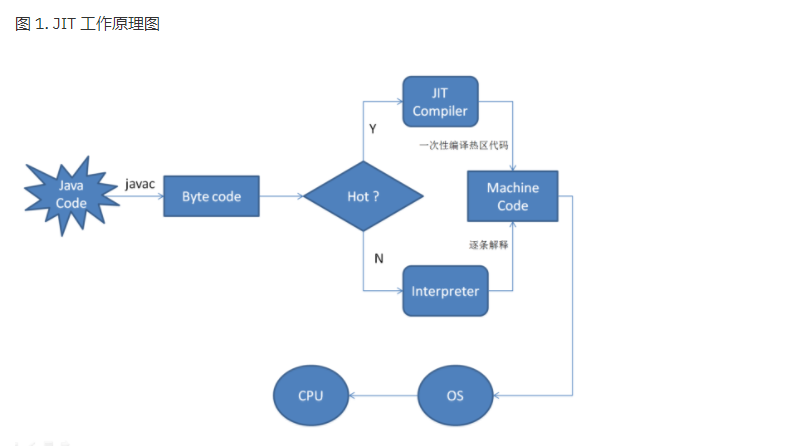 图 1. JIT 工作原理图
JIT
Compiler
Y
一次性编译热区代码
Java
Code
javac
Byte code
Hot ?
Machine
Code
N
逐条解释
Interpreter
CPU
OS